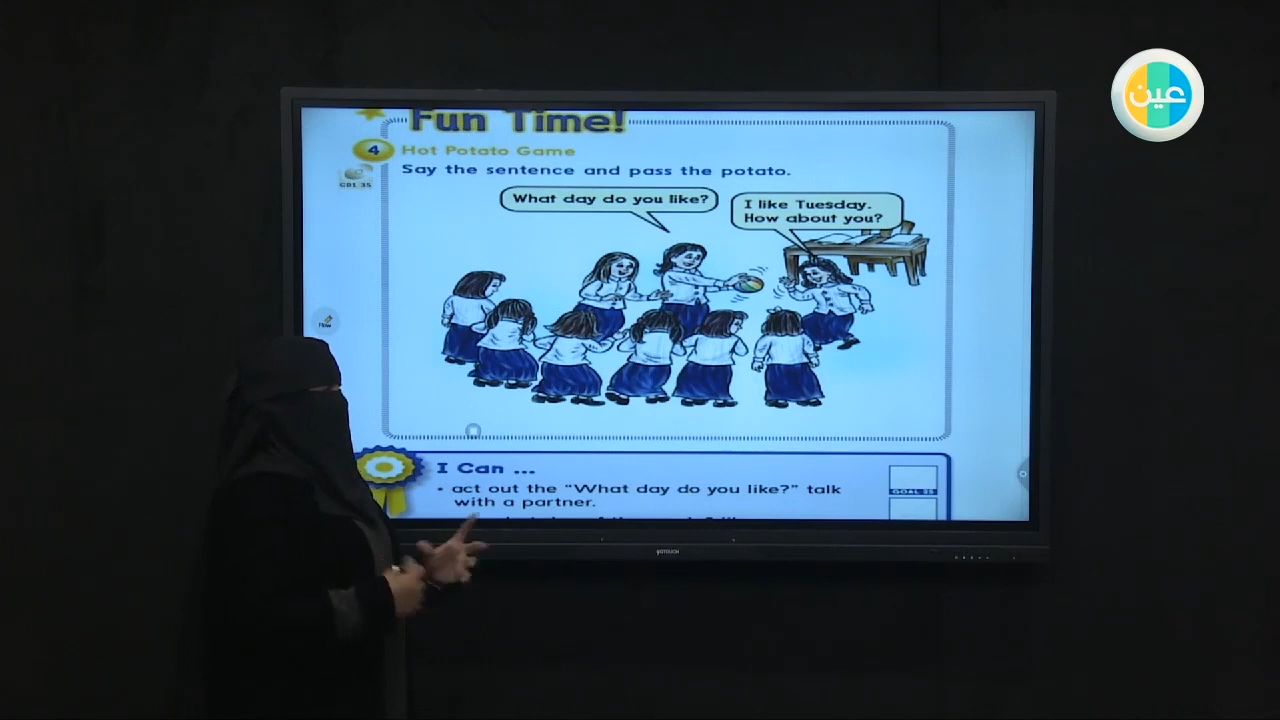 عين
Fun Time!
4 Hot Potato Game
CD1 35
Say the sentence and pass the potato.
What day do you like?
I like Tuesday.
How about you?
I Can ...
• act out the “What day do you like?” talk
with a partner.
GOAL 25